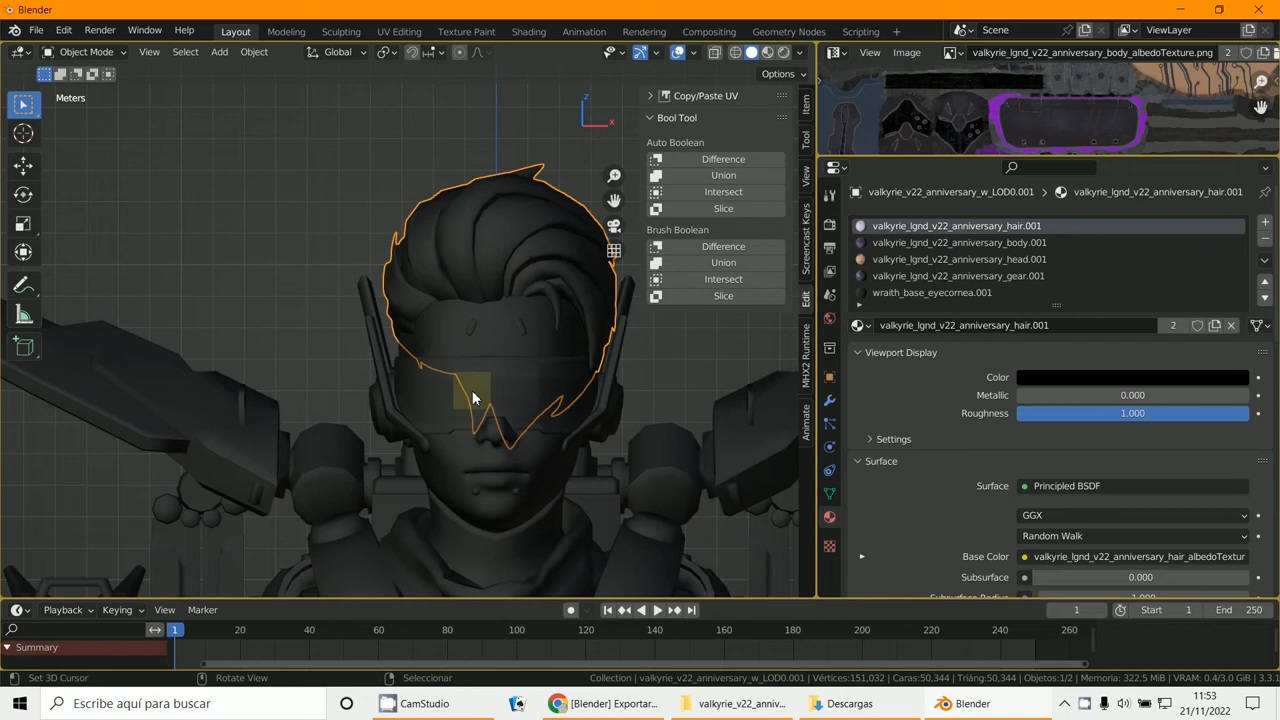 Blender
File Edit Render Window Help Layout Modeling Sculpting UV Editing Texture Paint Shading Animation Rendering Compositing Geometry Nodes Scripting Scene ViewLayer
Object Mode View Select Add Object Global View Image valkyrie_lgnd_v22_anniversary_body_albedoTexture.png 2
Options
Meters
Copy/Paste UV
Bool Tool
Auto Boolean
Difference
Union
Intersect
Slice
Brush Boolean
Difference
Union
Intersect
Slice
Item
Tool
View
Screencast Keys
Edit
MHX2 Runtime
Animate
z
x
valkyrie_v22_anniversary_w_LOD0.001 valkyrie_lgnd_v22_anniversary_hair.001
valkyrie_lgnd_v22_anniversary_hair.001
valkyrie_lgnd_v22_anniversary_body.001
valkyrie_lgnd_v22_anniversary_head.001
valkyrie_lgnd_v22_anniversary_gear.001
wraith_base_eyecornea.001
valkyrie_lgnd_v22_anniversary_hair.001 2
Viewport Display
Color
Metallic 0.000
Roughness 1.000
Settings
Surface
Surface Principled BSDF
GGX
Random Walk
Base Color valkyrie_lgnd_v22_anniversary_hair_albedoTextur
Subsurface 0.000
Subsurface Radius 1.000
Playback Keying View Marker 1 Start 1 End 250
1 20 40 60 80 100 120 140 160 180 200 220 240 260
Summary
Set 3D Cursor Rotate View Seleccionar Collection | valkyrie_v22_anniversary_w_LOD0.001 | Vértices:151,032 | Caras:50,344 | Triáng:50,344 | Objetos:1/2 | Memoria: 322.5 MiB | VRAM: 0.4/3.0 GiB | 3.3.1
Escribe aquí para buscar CamStudio [Blender] Exportar... valkyrie_v22_anniv... Descargas Blender 11:53
21/11/2022